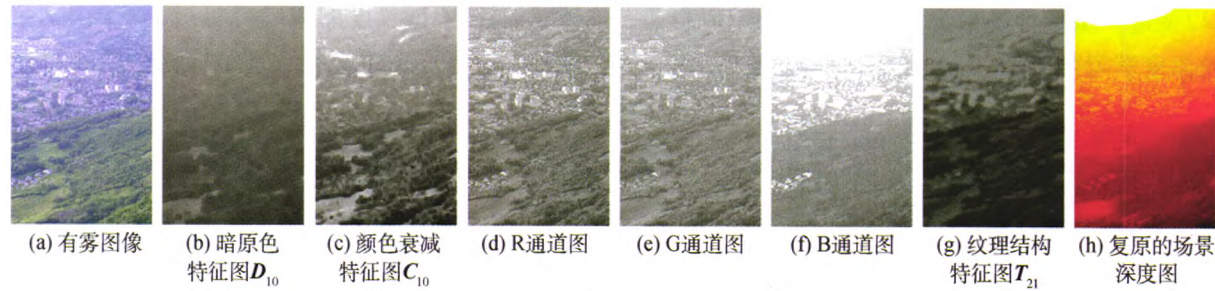 (a) 有雾图像
(b) 暗原色
特征图D10
(c) 颜色衰减
特征图C10
(d) R通道图
(e) G通道图
(f) B通道图
(g) 纹理结构
特征图T21
(h) 复原的场景
深度图